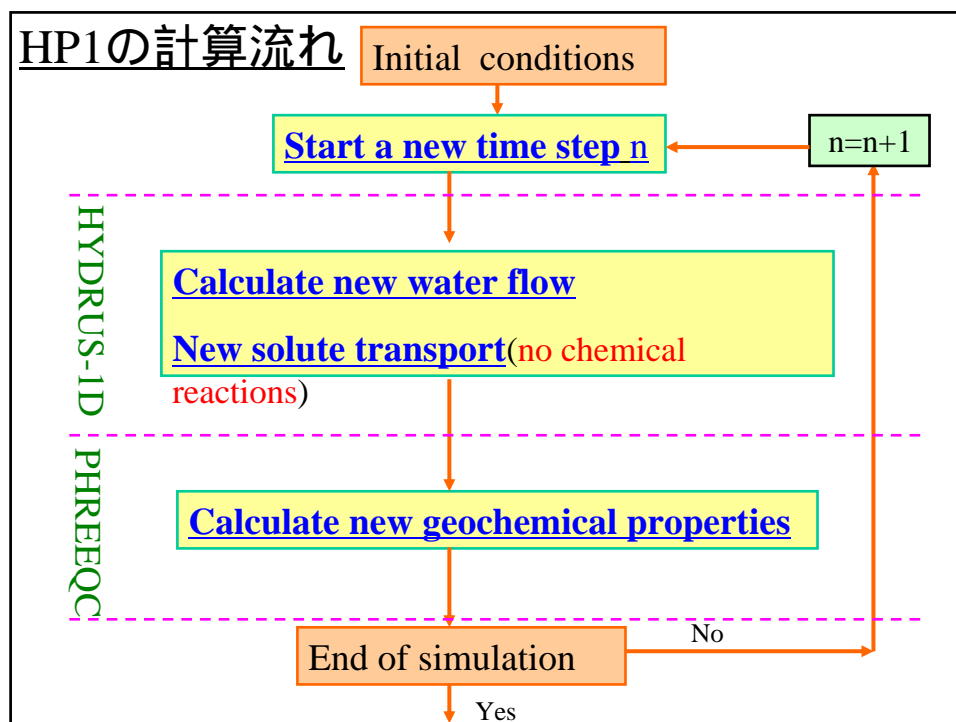 HP1の計算流れ
Initial conditions
Start a new time step n
n=n+1
HYDRUS-1D
Calculate new water flow
New solute transport(no chemical
reactions)
PHREEQC
Calculate new geochemical properties
End of simulation
No
Yes